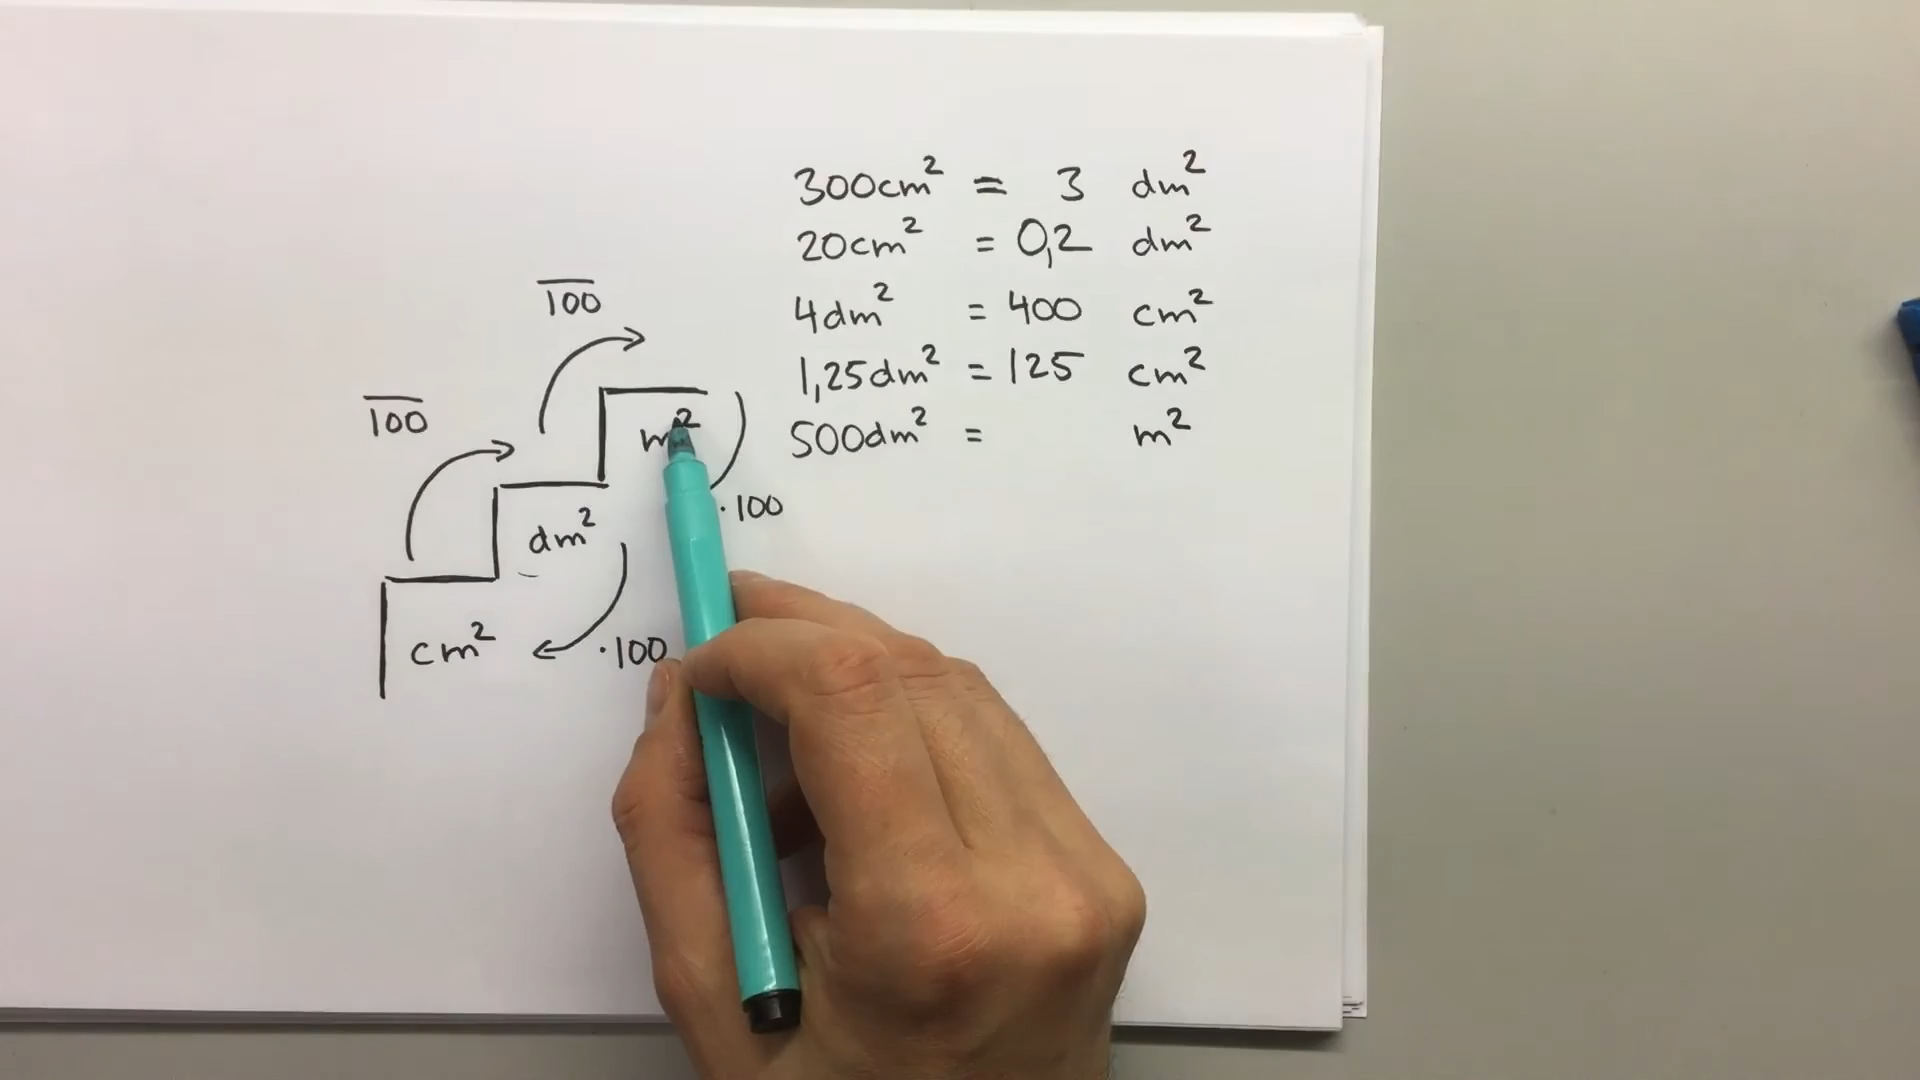 300cm² = 3 dm²
20cm² = 0,2 dm²
4dm² = 400 cm²
1,25dm² = 125 cm²
500dm² = m²
100
100
m²
·100
dm²
cm²
·100